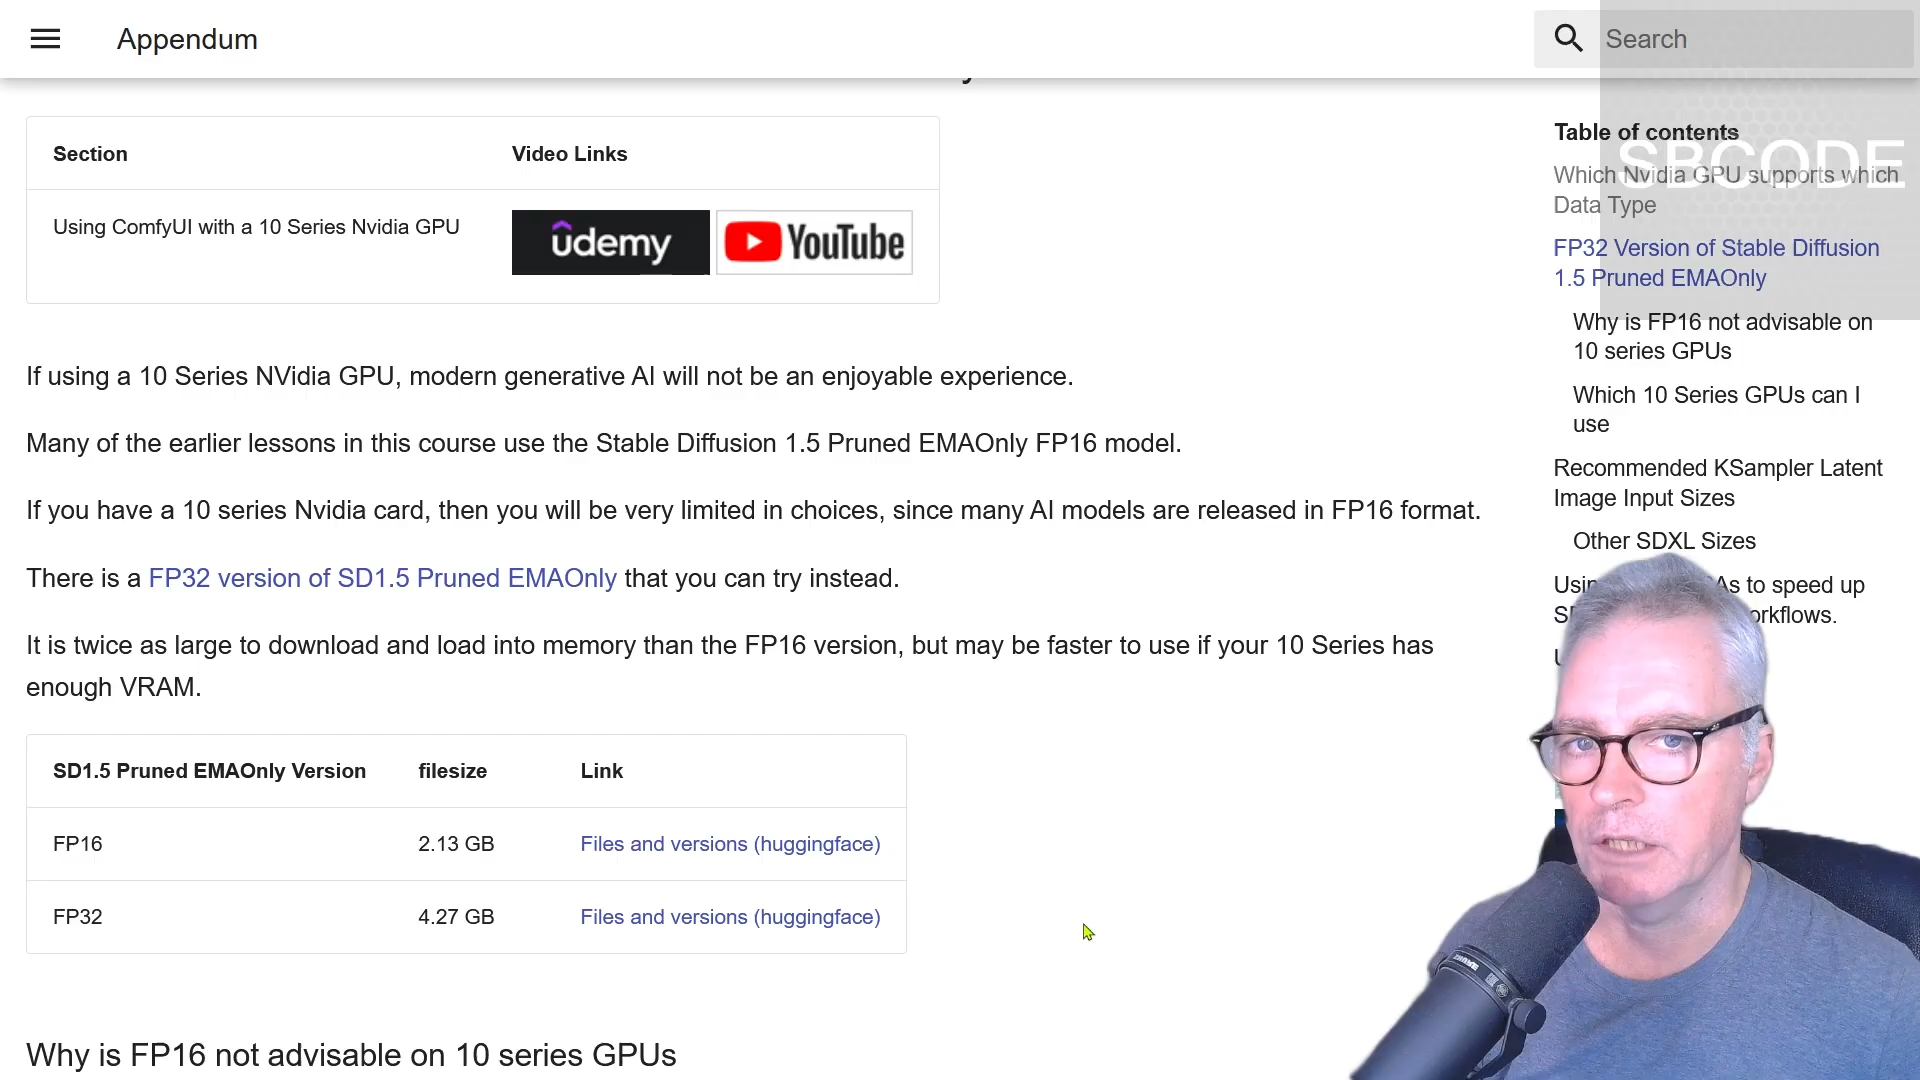 Appendum
Search
Section Video Links
Using ComfyUI with a 10 Series Nvidia GPU
ûdemy YouTube
If using a 10 Series NVidia GPU, modern generative AI will not be an enjoyable experience.
Many of the earlier lessons in this course use the Stable Diffusion 1.5 Pruned EMAOnly FP16 model.
If you have a 10 series Nvidia card, then you will be very limited in choices, since many AI models are released in FP16 format.
There is a FP32 version of SD1.5 Pruned EMAOnly that you can try instead.
It is twice as large to download and load into memory than the FP16 version, but may be faster to use if your 10 Series has
enough VRAM.
SD1.5 Pruned EMAOnly Version filesize Link
FP16 2.13 GB Files and versions (huggingface)
FP32 4.27 GB Files and versions (huggingface)
Why is FP16 not advisable on 10 series GPUs
Table of contents
SBCODE
Which Nvidia GPU supports which
Data Type
FP32 Version of Stable Diffusion
1.5 Pruned EMAOnly
Why is FP16 not advisable on
10 series GPUs
Which 10 Series GPUs can I
use
Recommended KSampler Latent
Image Input Sizes
Other SDXL Sizes
to speed up
SHURE